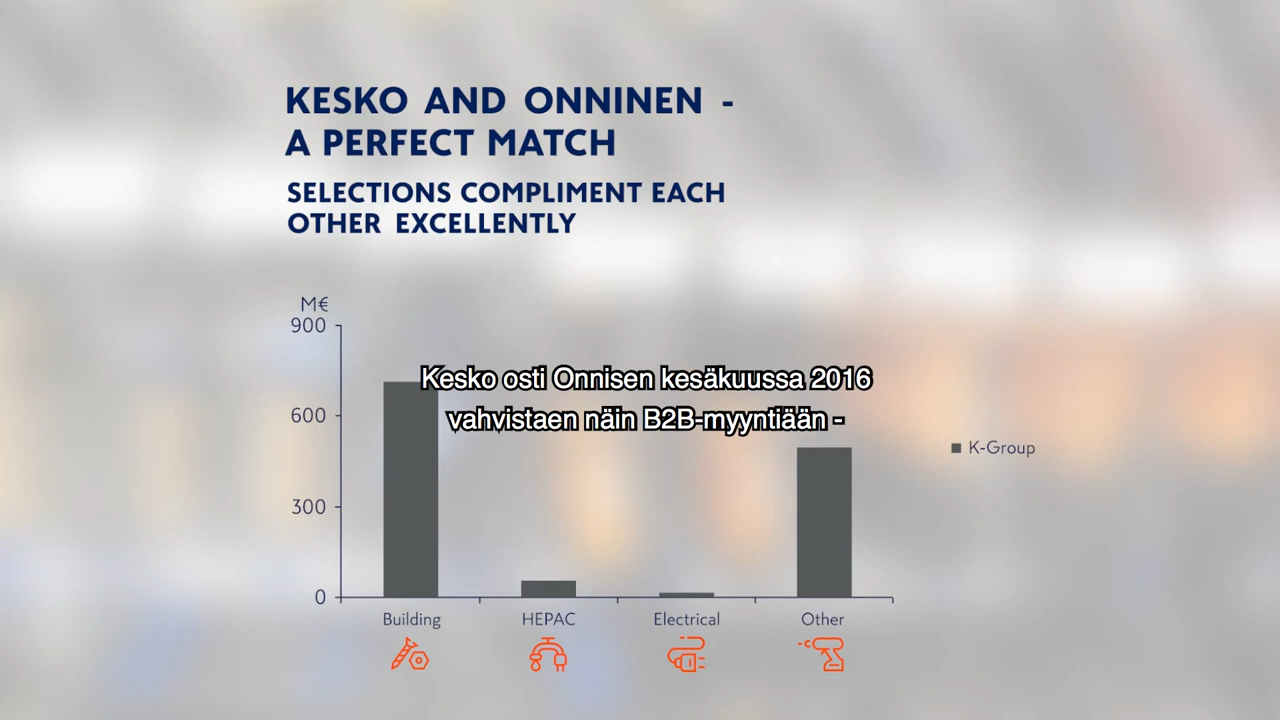 KESKO AND ONNINEN -
A PERFECT MATCH
SELECTIONS COMPLIMENT EACH
OTHER EXCELLENTLY
M€
900
Kesko osti Onnisen kesäkuussa 2016
600
vahvistaen näin B2B-myyntiään -
K-Group
300
0
Building
HEPAC
Electrical
Other